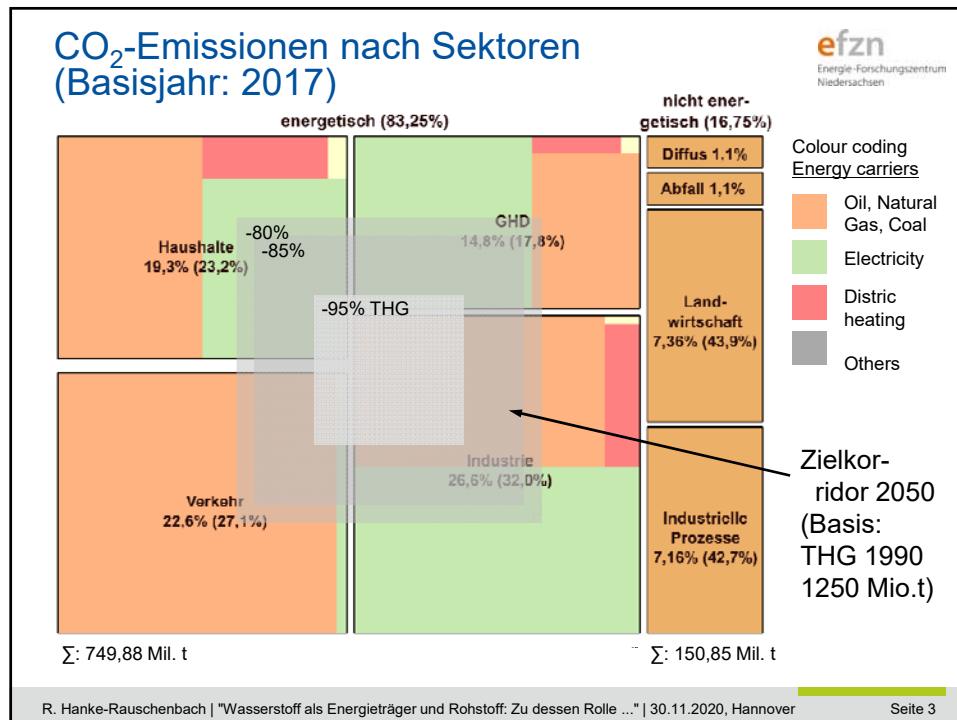 CO₂-Emissionen nach Sektoren
(Basisjahr: 2017)
efzn
Energie-Forschungszentrum
Niedersachsen
energetisch (83,25%)
nicht ener-
getisch (16,75%)
Haushalte
19,3% (23,2%)
GHD
14,8% (17,8%)
-80%
-85%
-95% THG
Verkehr
22,6% (27,1%)
Industrie
26,6% (32,0%)
Diffus 1.1%
Abfall 1,1%
Land-
wirtschaft
7,36% (43,9%)
Industrielle
Prozesse
7,16% (42,7%)
Colour coding
Energy carriers
Oil, Natural
Gas, Coal
Electricity
Distric
heating
Others
Zielkor-
ridor 2050
(Basis:
THG 1990
1250 Mio.t)
∑: 749,88 Mil. t
∑: 150,85 Mil. t
R. Hanke-Rauschenbach | "Wasserstoff als Energieträger und Rohstoff: Zu dessen Rolle ..." | 30.11.2020, Hannover
Seite 3